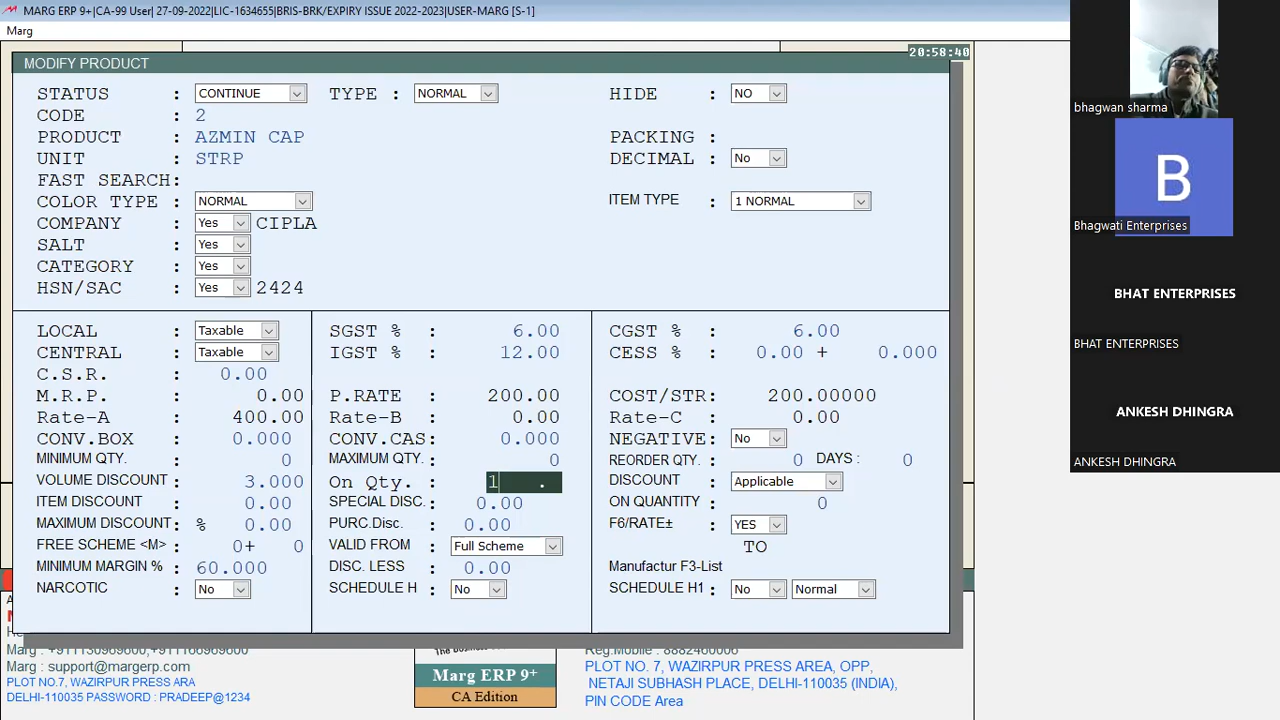 MARG ERP 9+|CA-99 User| 27-09-2022|LIC-1634655|BRIS-BRK/EXPIRY ISSUE 2022-2023|USER-MARG [S-1]
Marg
20:58:40
MODIFY PRODUCT
STATUS : CONTINUE TYPE : NORMAL HIDE : NO
CODE : 2
PRODUCT : AZMIN CAP PACKING :
UNIT : STRP DECIMAL : No
FAST SEARCH:
COLOR TYPE : NORMAL ITEM TYPE : 1 NORMAL
COMPANY : Yes CIPLA
SALT : Yes
CATEGORY : Yes
HSN/SAC : Yes 2424
LOCAL : Taxable SGST % : 6.00 CGST % : 6.00
CENTRAL : Taxable IGST % : 12.00 CESS % : 0.00 + 0.000
C.S.R. : 0.00
M.R.P. : 0.00 P.RATE : 200.00 COST/STR: 200.00000
Rate-A : 400.00 Rate-B : 0.00 Rate-C : 0.00
CONV.BOX : 0.000 CONV.CAS: 0.000 NEGATIVE: No
MINIMUM QTY. : 0 MAXIMUM QTY. : 0 REORDER QTY. : 0 DAYS : 0
VOLUME DISCOUNT : 3.000 On Qty. : 1 . DISCOUNT : Applicable
ITEM DISCOUNT : 0.00 SPECIAL DISC. : 0.00 ON QUANTITY : 0
MAXIMUM DISCOUNT : % 0.00 PURC.Disc. : 0.00 F6/RATE± : YES
FREE SCHEME <M> : 0+ 0 VALID FROM : Full Scheme TO
MINIMUM MARGIN % : 60.000 DISC. LESS : 0.00 Manufactur F3-List
NARCOTIC : No SCHEDULE H : No SCHEDULE H1 : No Normal
Marg : +911130969600,+911166969600
Marg : support@margerp.com
PLOT NO. 7, WAZIRPUR PRESS ARA
DELHI-110035 PASSWORD : PRADEEP@1234
Marg ERP 9+
CA Edition
Reg.Mobile : 8882460006
PLOT NO. 7, WAZIRPUR PRESS AREA, OPP,
NETAJI SUBHASH PLACE, DELHI-110035 (INDIA),
PIN CODE Area
bhagwan sharma
B
Bhagwati Enterprises
BHAT ENTERPRISES
BHAT ENTERPRISES
ANKESH DHINGRA
ANKESH DHINGRA